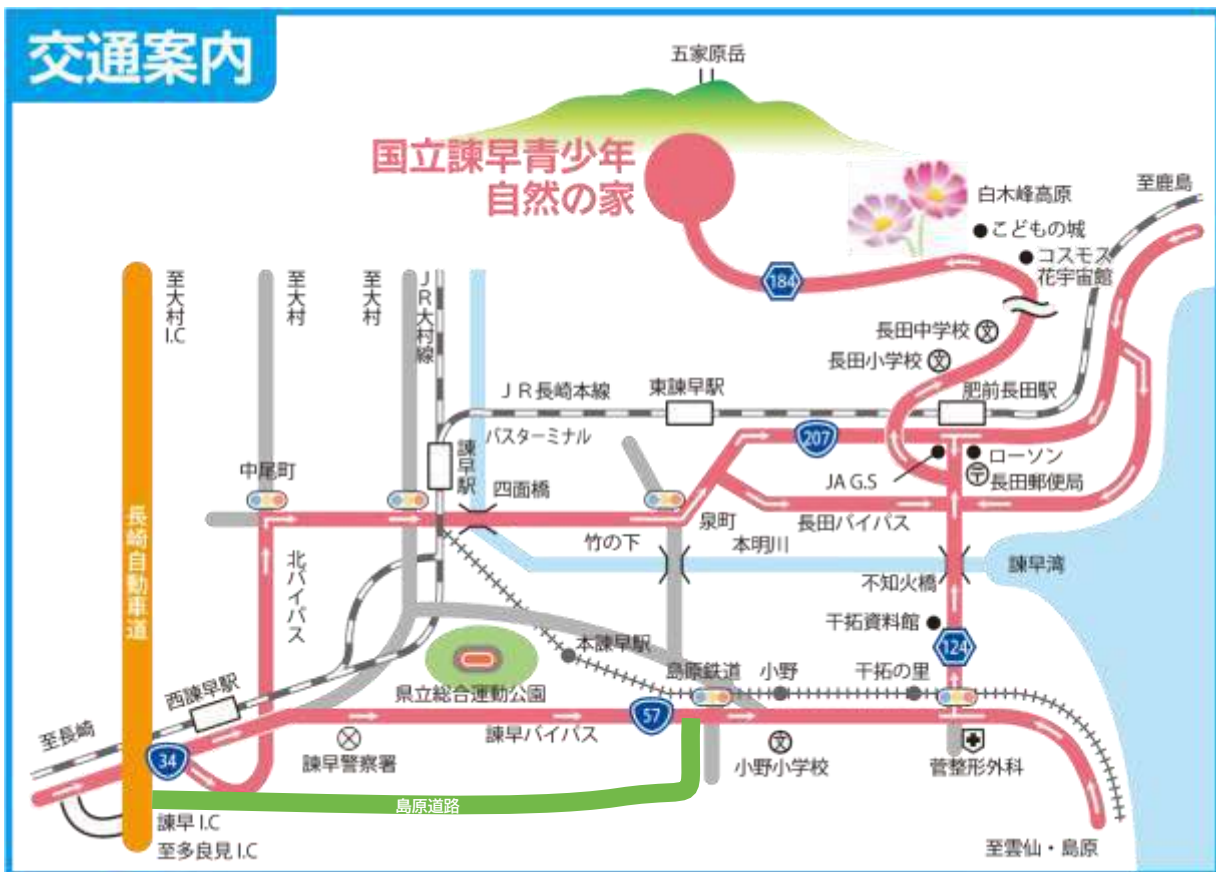 交通案内
五家原岳
国立諫早青少年
自然の家
白木峰高原
こどもの城
コスモス
花宇宙館
至鹿島
184
至大村I.C
至大村
至大村
JR大村線
長田中学校
文
長田小学校
文
JR長崎本線
東諫早駅
肥前長田駅
バスターミナル
207
諫早駅
中尾町
四面橋
JA G.S
ローソン
長田郵便局
泉町
長田バイパス
長崎自動車道
北バイパス
竹の下
本明川
不知火橋
諫早湾
干拓資料館
124
本諫早駅
島原鉄道
小野
干拓の里
西諫早駅
県立総合運動公園
至長崎
34
57
諫早バイパス
諫早警察署
文
小野小学校
菅整形外科
島原道路
諫早 I.C
至多良見 I.C
至雲仙・島原